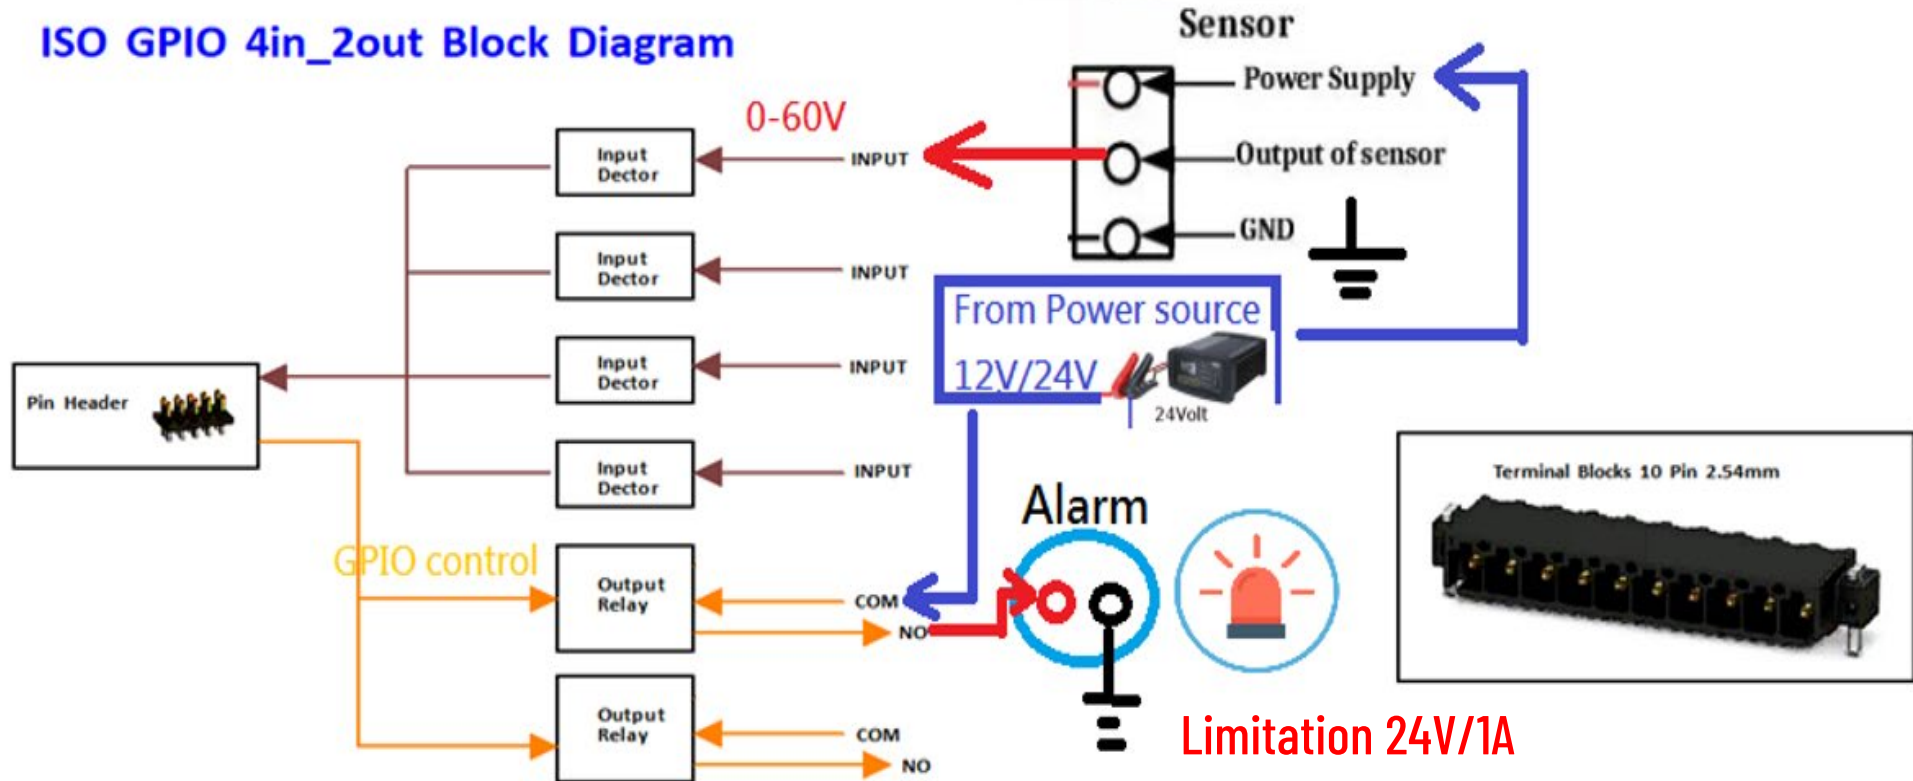 ISO GPIO 4in_2out Block Diagram
Sensor
Power Supply
0-60V
Input
Dector
INPUT
Output of sensor
GND
Input
Dector
INPUT
From Power source
12V/24V
24Volt
Input
Dector
INPUT
Pin Header
Input
Dector
INPUT
Terminal Blocks 10 Pin 2.54mm
Alarm
GPIO control
Output
Relay
COM
NO
Output
Relay
COM
NO
Limitation 24V/1A